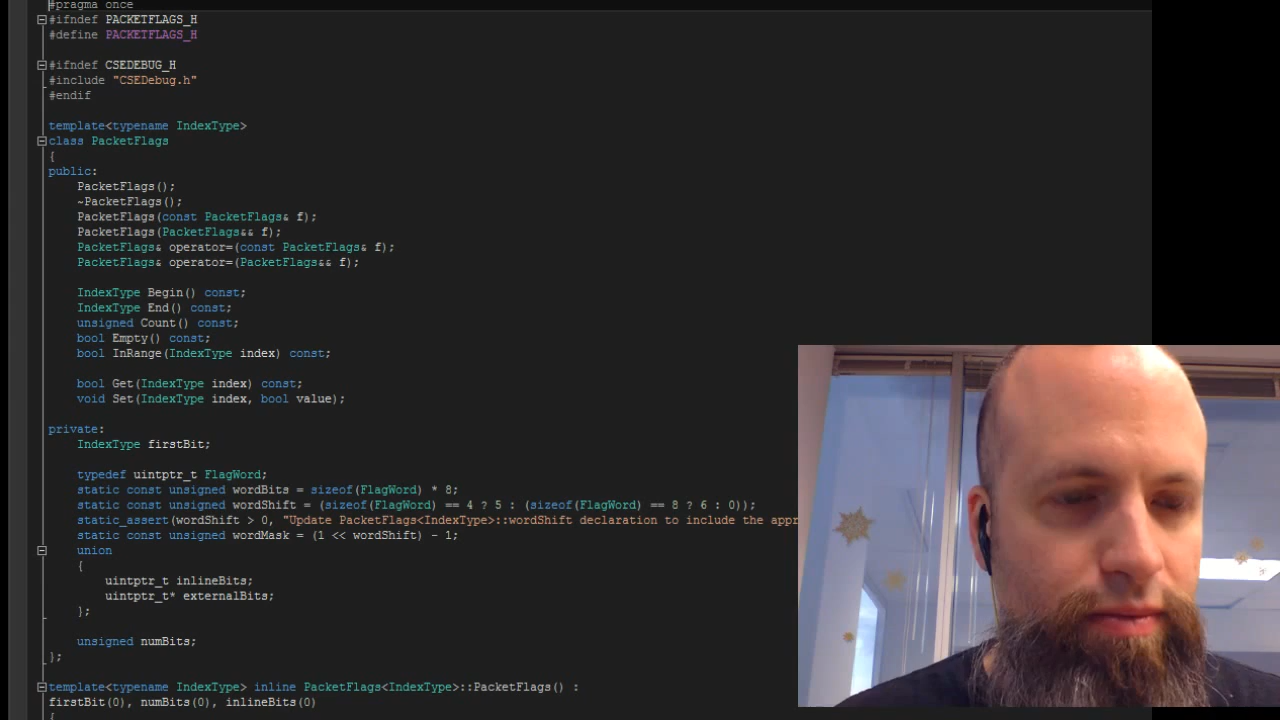 #pragma once
#ifndef PACKETFLAGS_H
#define PACKETFLAGS_H
#ifndef CSEDEBUG_H
#include "CSEDebug.h"
#endif
template<typename IndexType>
class PacketFlags
{
public:
PacketFlags();
~PacketFlags();
PacketFlags(const PacketFlags& f);
PacketFlags(PacketFlags&& f);
PacketFlags& operator=(const PacketFlags& f);
PacketFlags& operator=(PacketFlags&& f);
IndexType Begin() const;
IndexType End() const;
unsigned Count() const;
bool Empty() const;
bool InRange(IndexType index) const;
bool Get(IndexType index) const;
void Set(IndexType index, bool value);
private:
IndexType firstBit;
typedef uintptr_t FlagWord;
static const unsigned wordBits = sizeof(FlagWord) * 8;
static const unsigned wordShift = (sizeof(FlagWord) == 4 ? 5 : (sizeof(FlagWord) == 8 ? 6 : 0));
static_assert(wordShift > 0, "Update PacketFlags<IndexType>::wordShift declaration to include the appr
static const unsigned wordMask = (1 << wordShift) - 1;
union
{
uintptr_t inlineBits;
uintptr_t* externalBits;
};
unsigned numBits;
};
template<typename IndexType> inline PacketFlags<IndexType>::PacketFlags() :
firstBit(0), numBits(0), inlineBits(0)
{